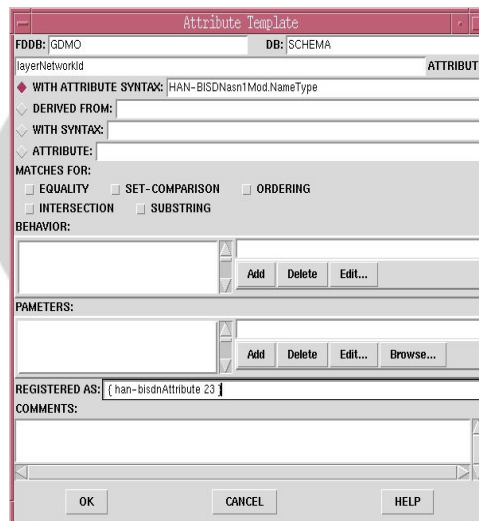 Attribute Template
FDDB: GDMO DB: SCHEMA
layerNetworkId ATTRIBUT
WITH ATTRIBUTE SYNTAX: HAN-BISDNasn1Mod.NameType
DERIVED FROM:
WITH SYNTAX:
ATTRIBUTE:
MATCHES FOR:
EQUALITY SET-COMPARISON ORDERING
INTERSECTION SUBSTRING
BEHAVIOR:
Add Delete Edit...
PAMETERS:
Add Delete Edit... Browse...
REGISTERED AS: { han-bisdnAttribute 23 }
COMMENTS:
OK CANCEL HELP